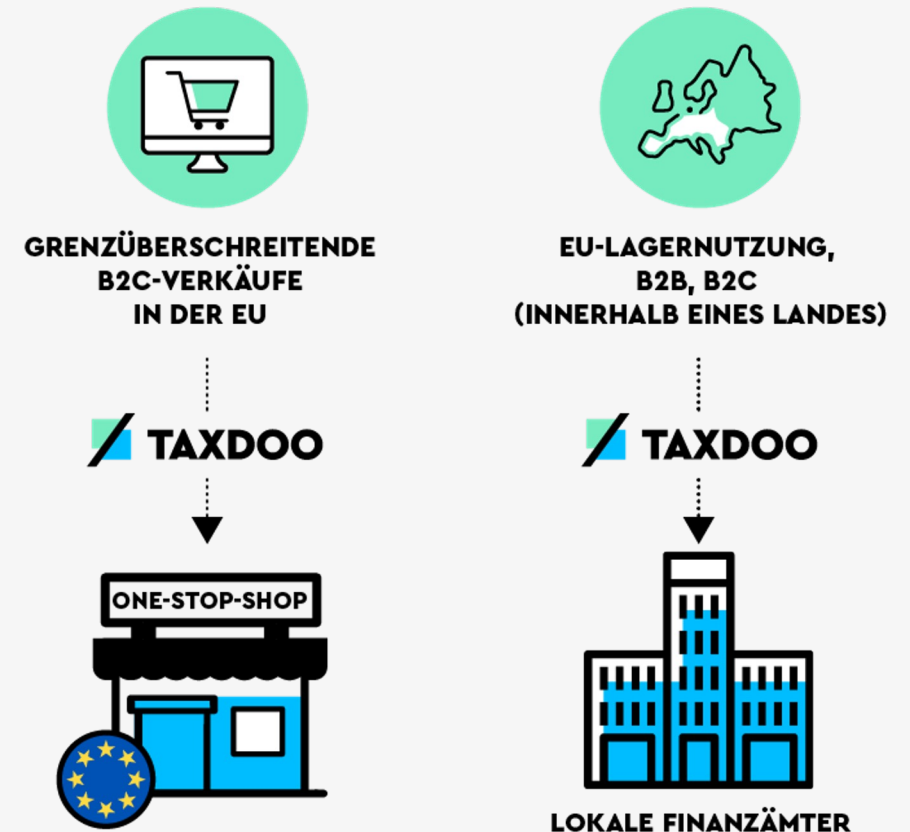 GRENZÜBERSCHREITENDE
B2C-VERKÄUFE
IN DER EU
TAXDOO
ONE-STOP-SHOP
EU-LAGERNUTZUNG,
B2B, B2C
(INNERHALB EINES LANDES)
TAXDOO
LOKALE FINANZÄMTER